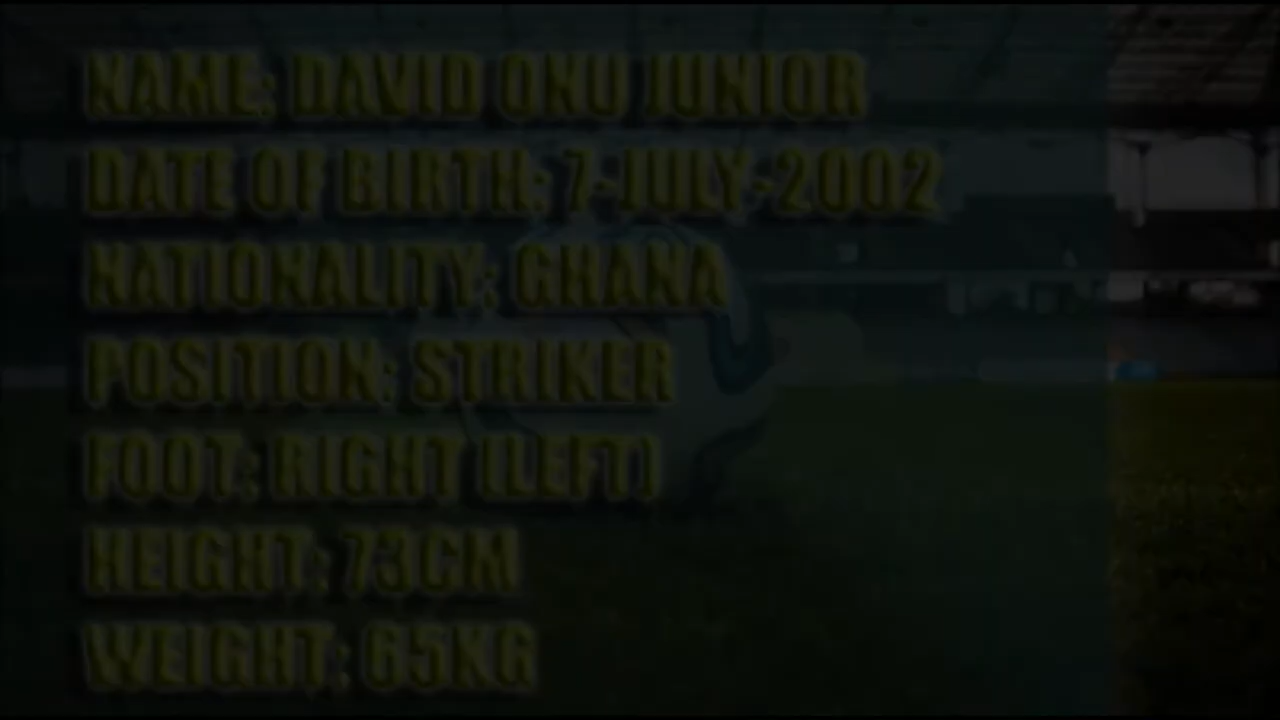 NAME: DAVID ONU JUNIOR
DATE OF BIRTH: 7-JULY-2002
NATIONALITY: GHANA
POSITION: STRIKER
FOOT: RIGHT (LEFT)
HEIGHT: 73CM
WEIGHT: 65KG